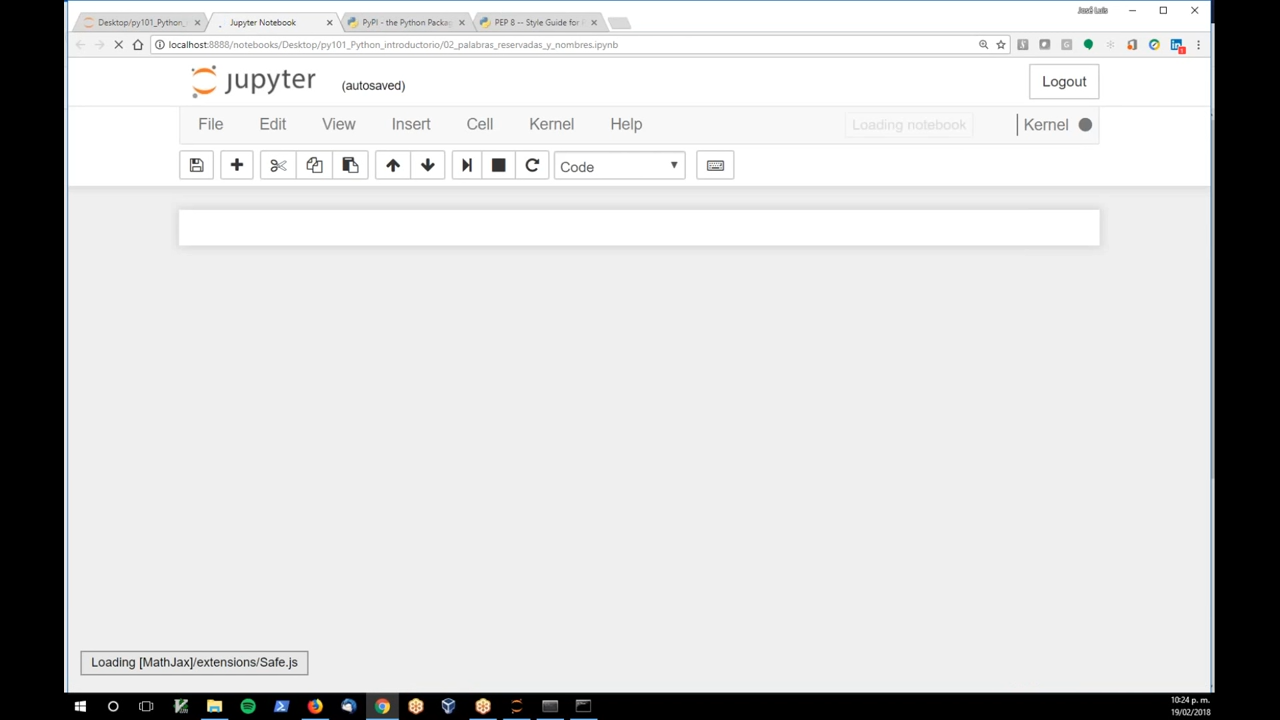 José Luis
Desktop/py101_Python_
Jupyter Notebook
PyPI - the Python Packag
PEP 8 -- Style Guide for
localhost:8888/notebooks/Desktop/py101_Python_introductorio/02_palabras_reservadas_y_nombres.ipynb
jupyter
(autosaved)
Logout
File
Edit
View
Insert
Cell
Kernel
Help
Loading notebook
Kernel
Code
Loading [MathJax]/extensions/Safe.js
10:24 p. m.
19/02/2018